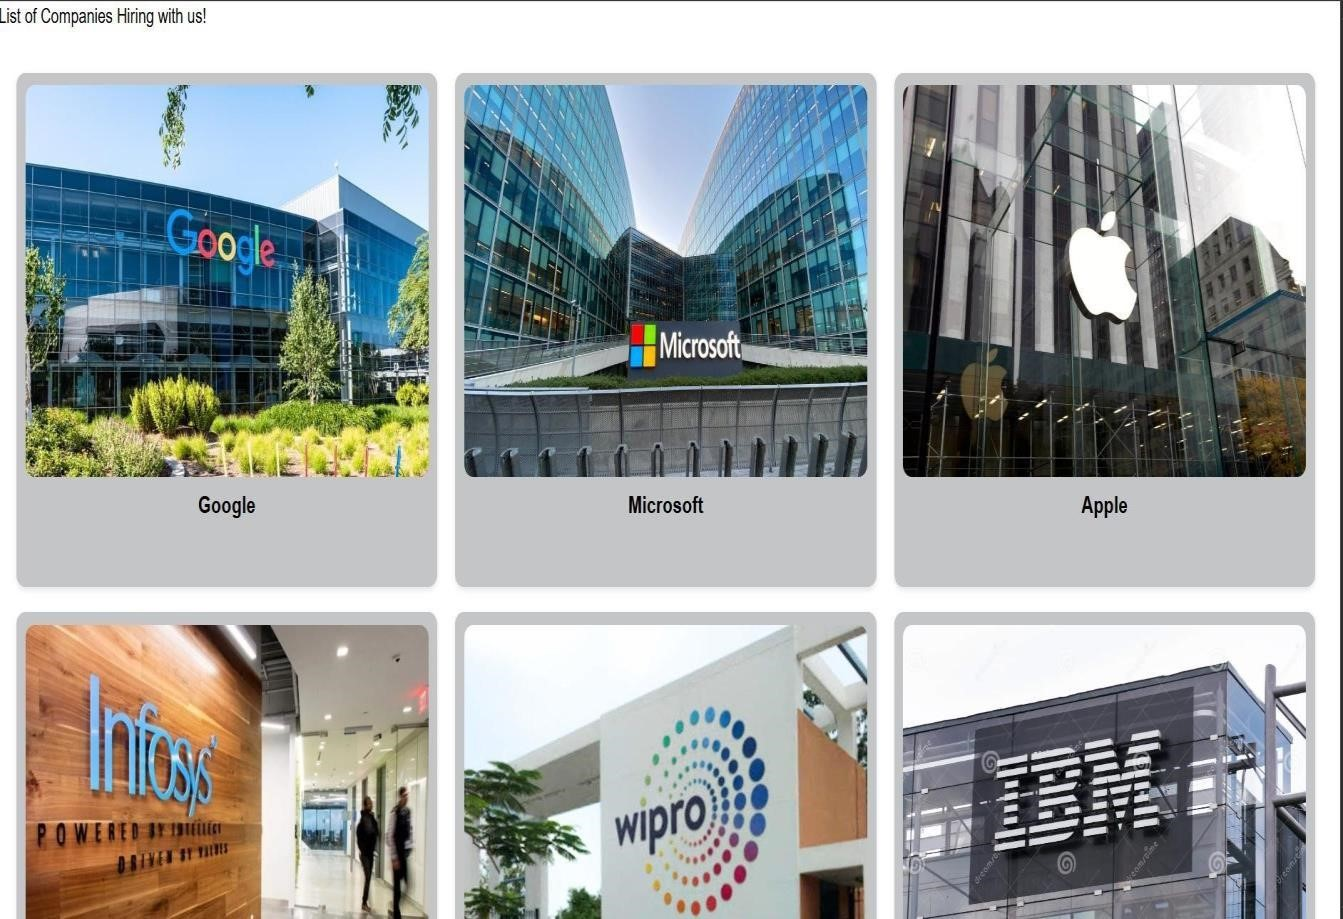 List of Companies Hiring with us!
Google
Microsoft
Google
Microsoft
Apple
Infosys
POWERED BY INTELLECT
DRIVEN BY VALUES
wipro
IBM